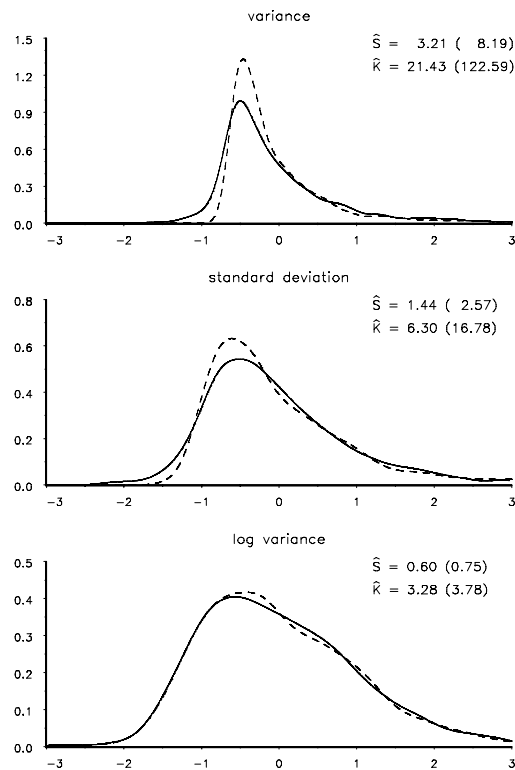 variance
Ŝ = 3.21 ( 8.19)
K̂ = 21.43 (122.59)
1.5
1.2
0.9
0.6
0.3
0.0
−3 −2 −1 0 1 2 3
standard deviation
Ŝ = 1.44 ( 2.57)
K̂ = 6.30 (16.78)
0.8
0.6
0.4
0.2
0.0
−3 −2 −1 0 1 2 3
log variance
Ŝ = 0.60 (0.75)
K̂ = 3.28 (3.78)
0.5
0.4
0.3
0.2
0.1
0.0
−3 −2 −1 0 1 2 3